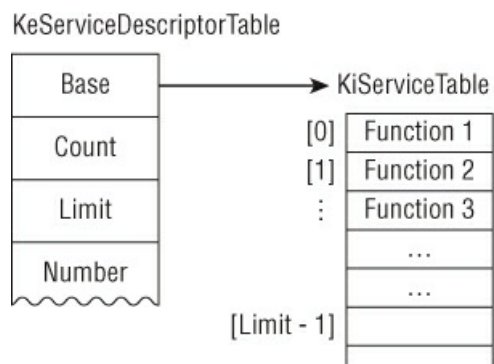 KeServiceDescriptorTable
Base
KiServiceTable
Count
Limit
Number
[0] Function 1
[1] Function 2
⋮ Function 3
...
...
[Limit - 1]